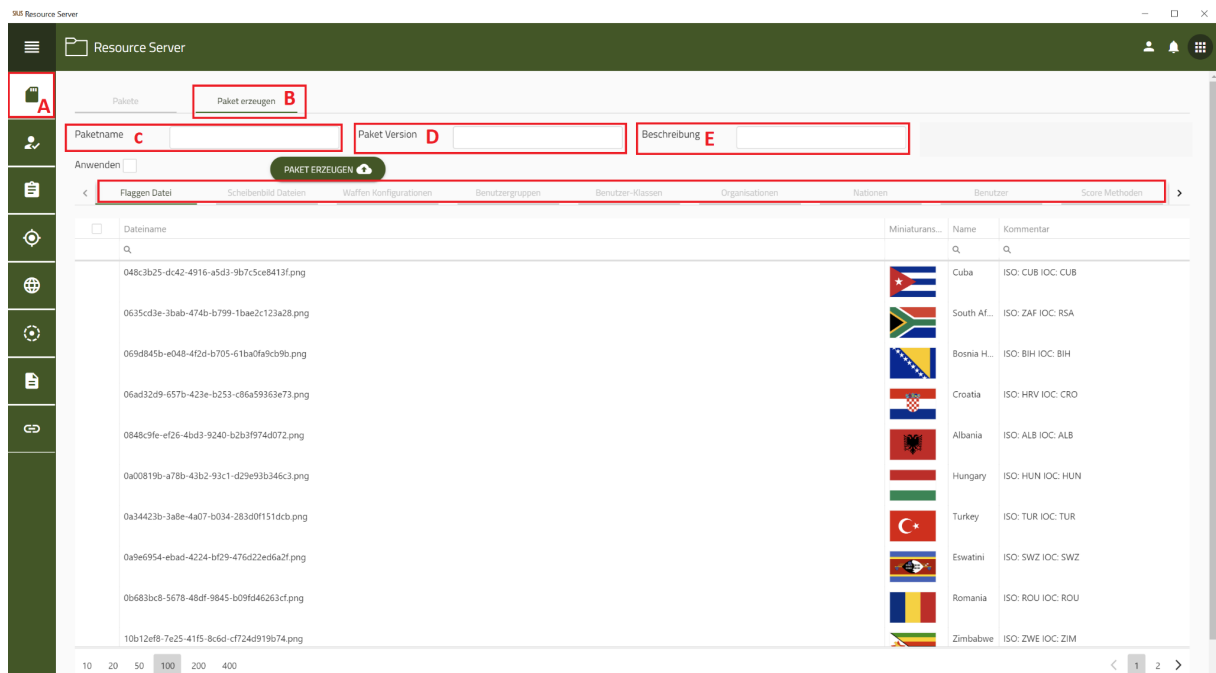 SIUS Resource Server
Resource Server
A
Pakete
Paket erzeugen B
Paketname C
Paket Version D
Beschreibung E
Anwenden
PAKET ERZEUGEN
Flaggen Datei Scheibenbild Dateien Waffen Konfigurationen Benutzergruppen Benutzer-Klassen Organisationen Nationen Benutzer Score Methoden
Dateiname Miniaturans... Name Kommentar
048c3b25-dc42-4916-a5d3-9b7c5ce8413f.png Cuba ISO: CUB IOC: CUB
0635cd3e-3bab-474b-b799-1bae2c123a28.png South Af... ISO: ZAF IOC: RSA
069d845b-e048-4f2d-b705-61ba0fa9cb9b.png Bosnia H... ISO: BIH IOC: BIH
06ad32d9-657b-423e-b253-c86a59363e73.png Croatia ISO: HRV IOC: CRO
0848c9fe-ef26-4bd3-9240-b2b3f974d072.png Albania ISO: ALB IOC: ALB
0a00819b-a78b-43b2-93c1-d29e93b346c3.png Hungary ISO: HUN IOC: HUN
0a34423b-3a8e-4a07-b034-283d0f151dcb.png Turkey ISO: TUR IOC: TUR
0a9e6954-ebad-4224-bf29-476d22ed6a2f.png Eswatini ISO: SWZ IOC: SWZ
0b683bc8-5678-48df-9845-b09fd46263cf.png Romania ISO: ROU IOC: ROU
10b12ef8-7e25-41f5-8c6d-cf724d919b74.png Zimbabwe ISO: ZWE IOC: ZIM
10 20 50 100 200 400 1 2